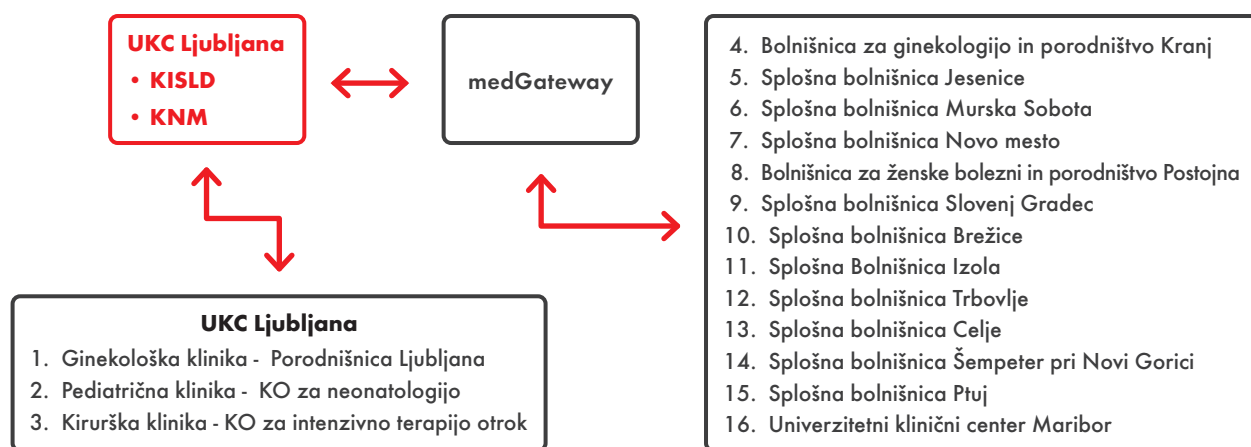 UKC Ljubljana
• KISLD
• KNM
medGateway
4. Bolnišnica za ginekologijo in porodništvo Kranj
5. Splošna bolnišnica Jesenice
6. Splošna bolnišnica Murska Sobota
7. Splošna bolnišnica Novo mesto
8. Bolnišnica za ženske bolezni in porodništvo Postojna
9. Splošna bolnišnica Slovenj Gradec
10. Splošna bolnišnica Brežice
11. Splošna Bolnišnica Izola
12. Splošna bolnišnica Trbovlje
13. Splošna bolnišnica Celje
14. Splošna bolnišnica Šempeter pri Novi Gorici
15. Splošna bolnišnica Ptuj
16. Univerzitetni klinični center Maribor
UKC Ljubljana
1. Ginekološka klinika - Porodnišnica Ljubljana
2. Pediatrična klinika - KO za neonatologijo
3. Kirurška klinika - KO za intenzivno terapijo otrok